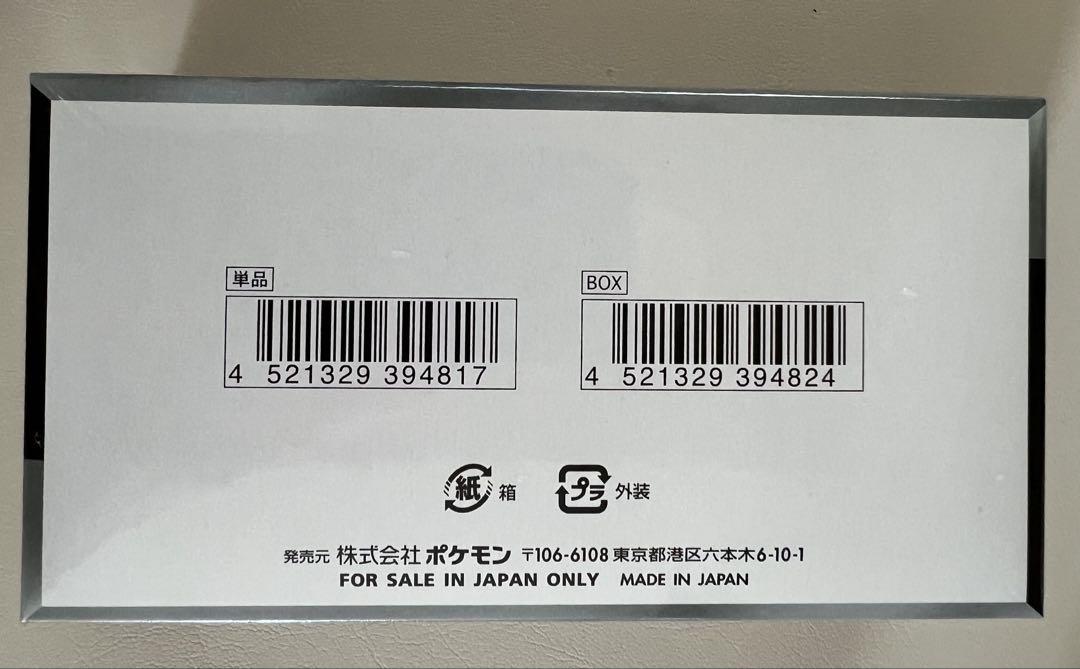 単品
BOX
4 521329 394817
4 521329 394824
紙 箱 プラ 外装
発売元 株式会社 ポケモン 〒106-6108 東京都港区六本木6-10-1
FOR SALE IN JAPAN ONLY MADE IN JAPAN